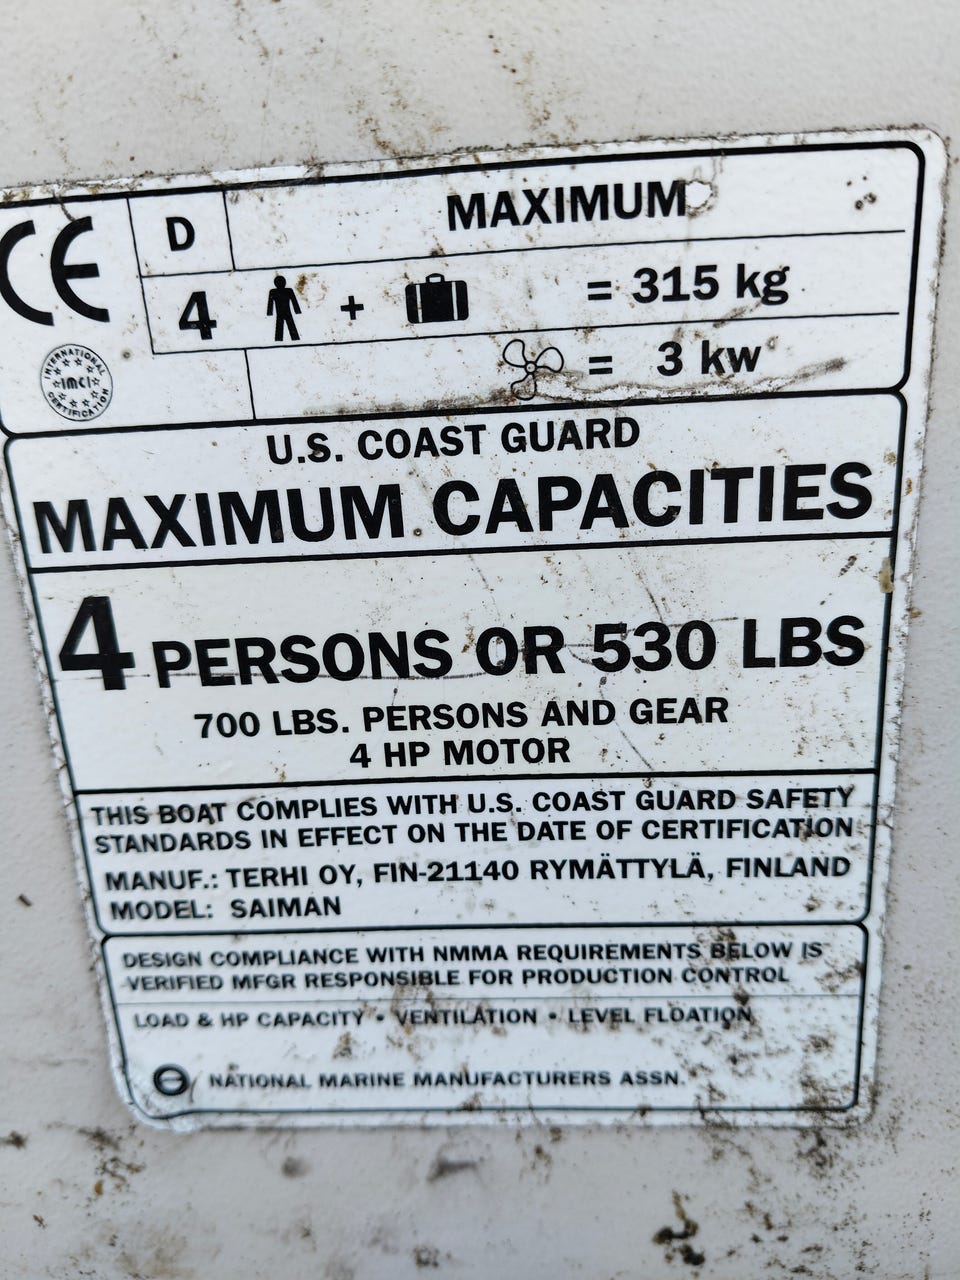 CE D MAXIMUM
4 + = 315 kg
INTERNATIONAL IMCI CERTIFICATION
= 3 kw
U.S. COAST GUARD
MAXIMUM CAPACITIES
4 PERSONS OR 530 LBS
700 LBS. PERSONS AND GEAR
4 HP MOTOR
THIS BOAT COMPLIES WITH U.S. COAST GUARD SAFETY
STANDARDS IN EFFECT ON THE DATE OF CERTIFICATION
MANUF.: TERHI OY, FIN-21140 RYMÄTTYLÄ, FINLAND
MODEL: SAIMAN
DESIGN COMPLIANCE WITH NMMA REQUIREMENTS BELOW IS
VERIFIED MFGR RESPONSIBLE FOR PRODUCTION CONTROL
LOAD & HP CAPACITY • VENTILATION • LEVEL FLOATION
NATIONAL MARINE MANUFACTURERS ASSN.